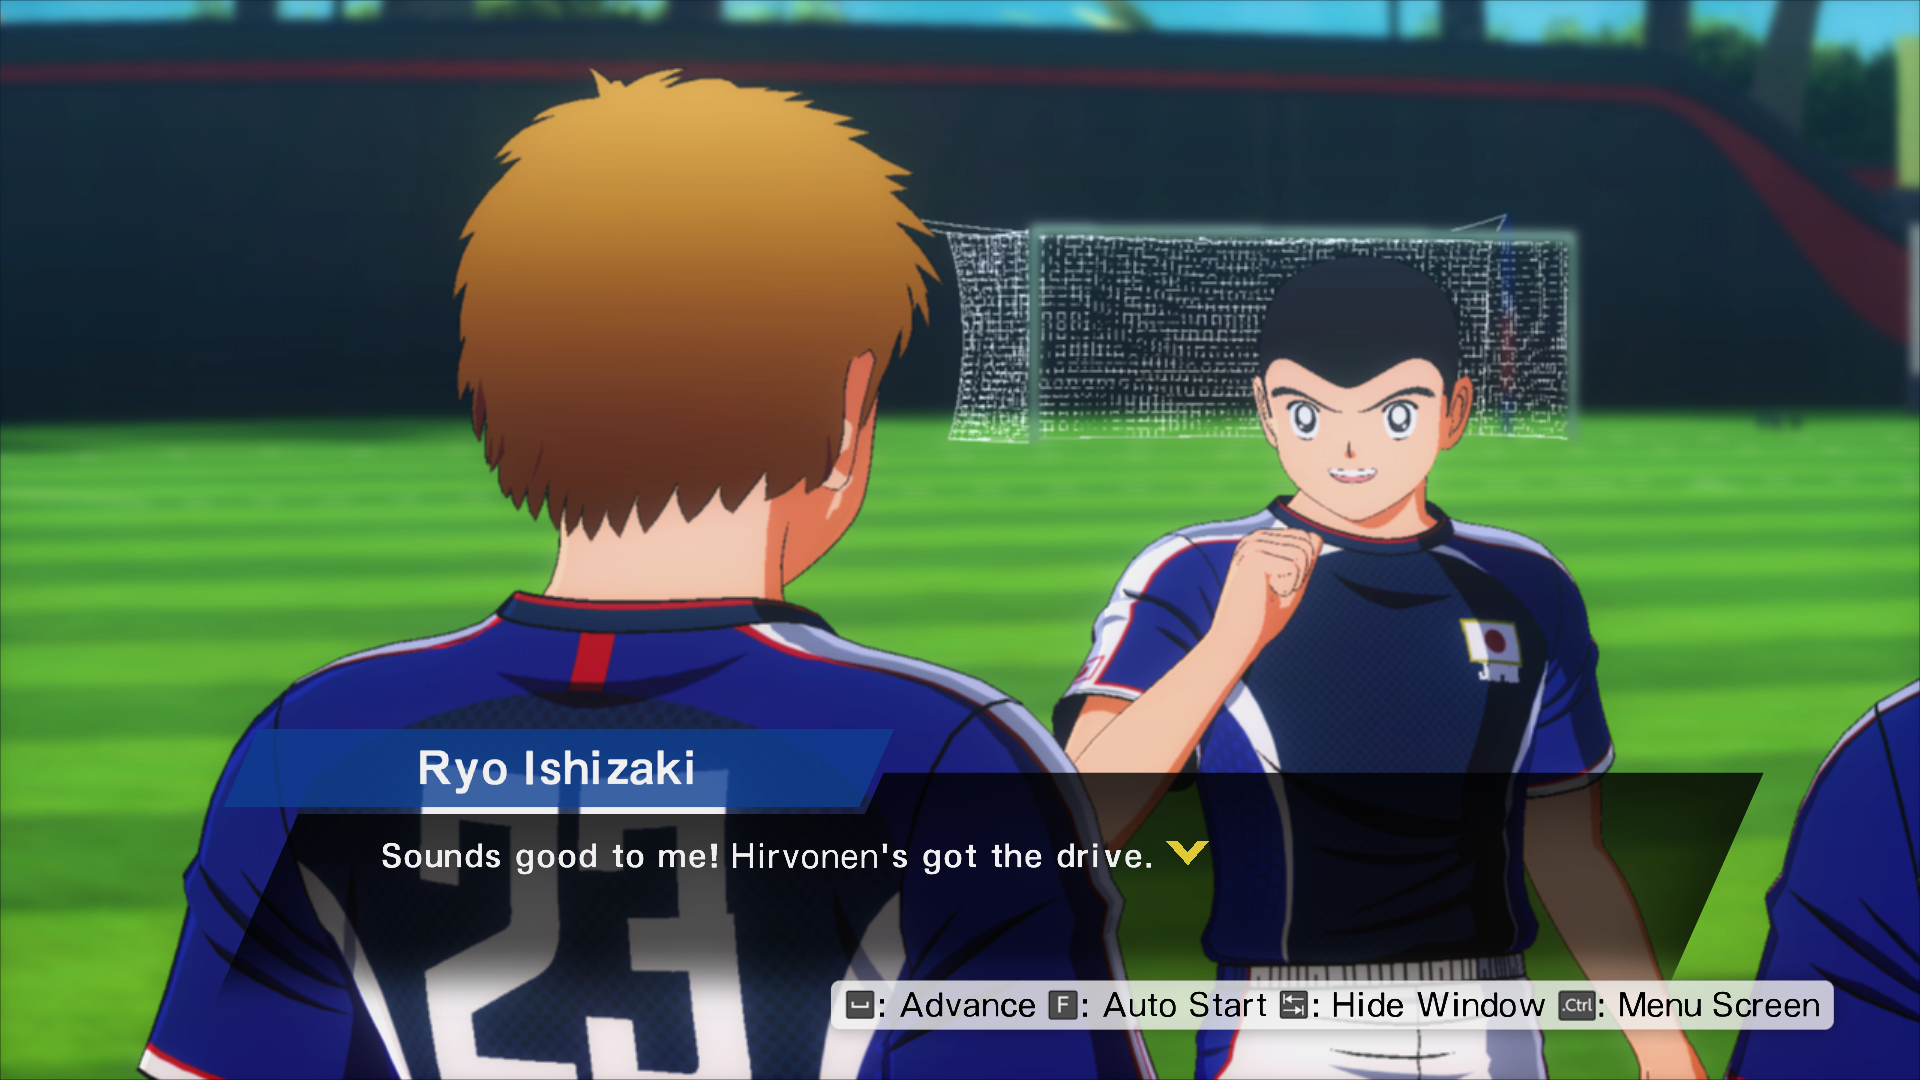 Ryo Ishizaki
Sounds good to me! Hirvonen's got the drive.
23
: Advance F: Auto Start : Hide Window Ctrl: Menu Screen